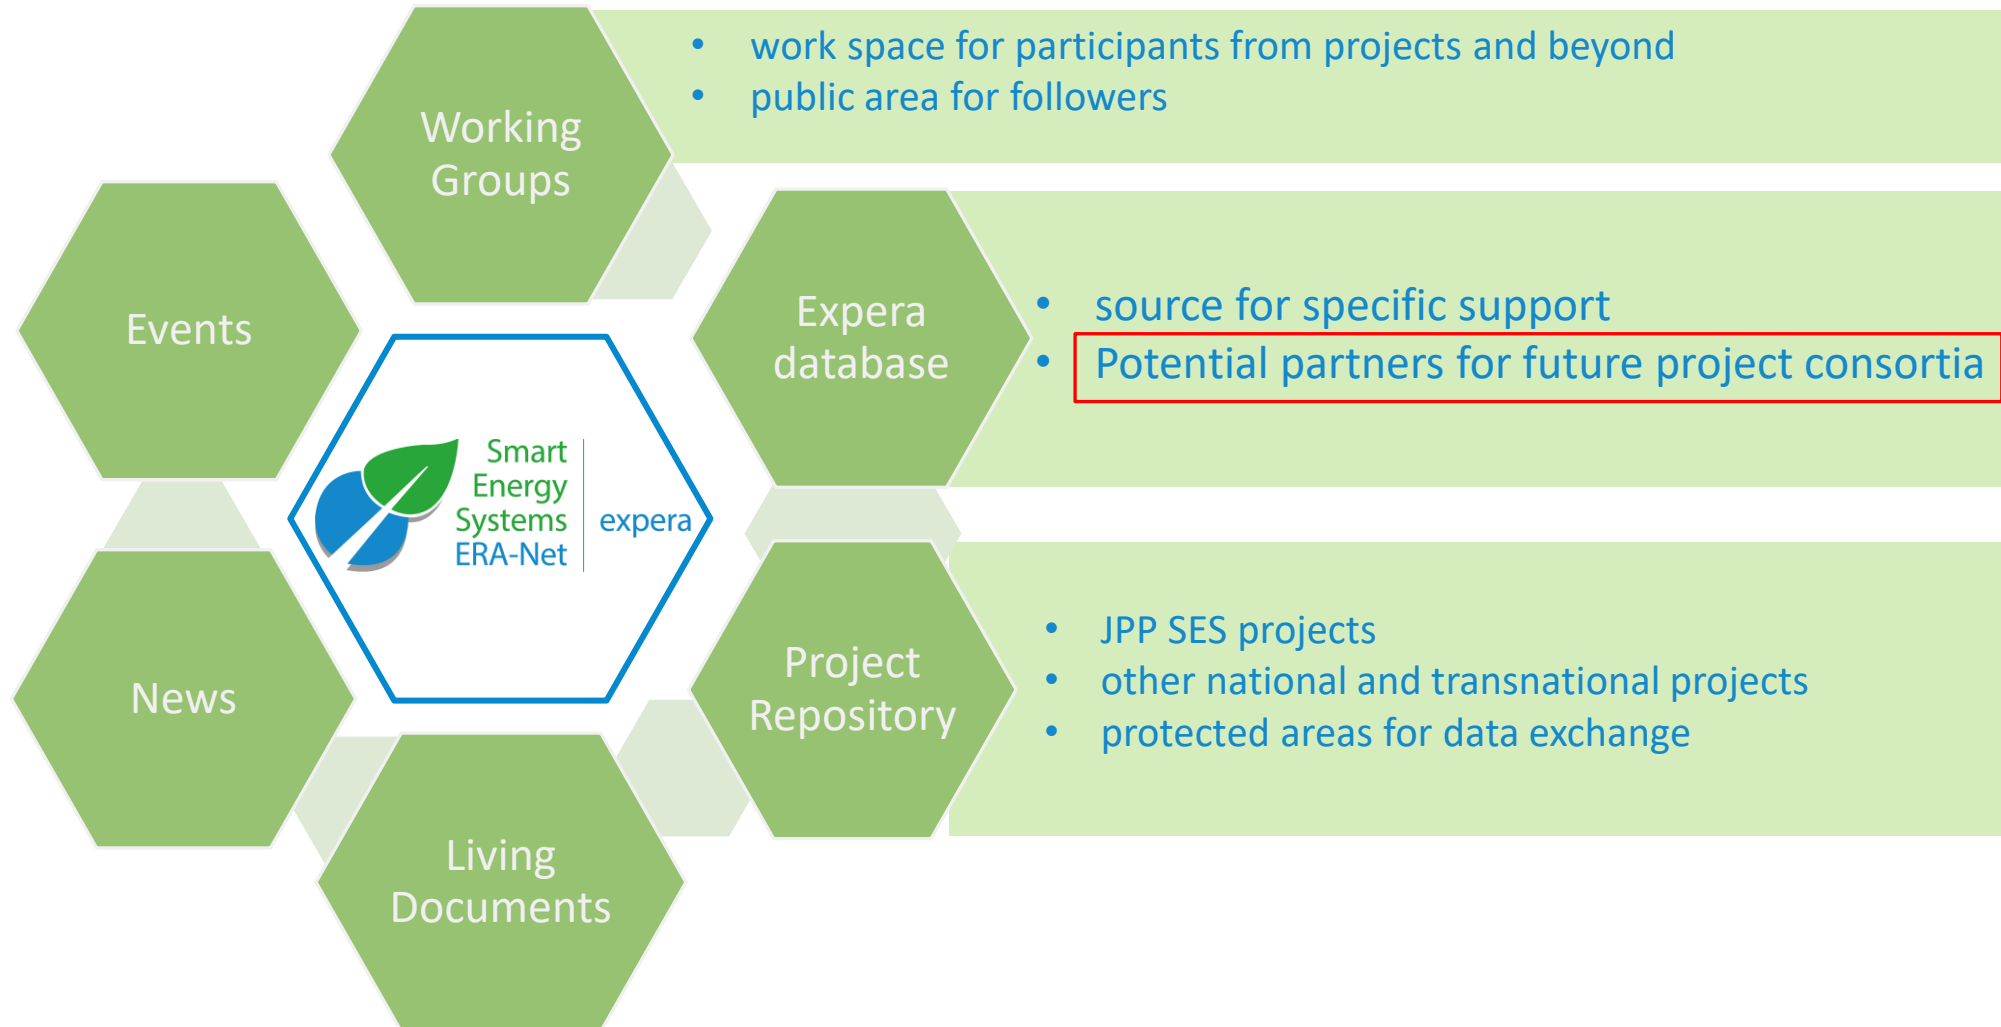 Working
Groups
• work space for participants from projects and beyond
• public area for followers
Events
Expera
database
• source for specific support
• Potential partners for future project consortia
Smart
Energy
Systems
ERA-Net
expera
News
Project
Repository
• JPP SES projects
• other national and transnational projects
• protected areas for data exchange
Living
Documents